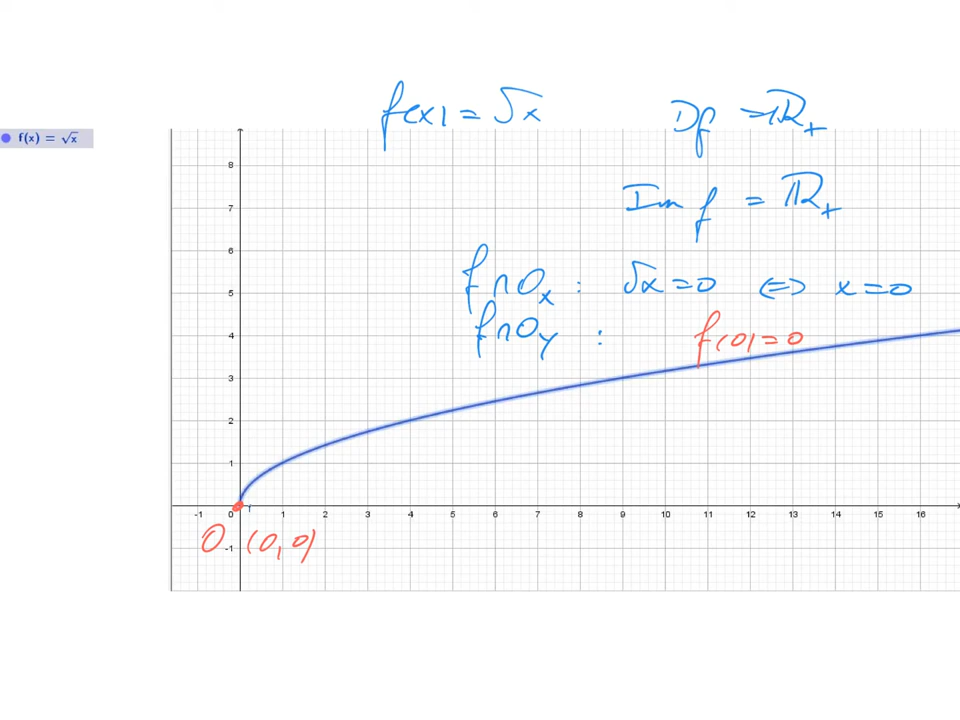 f(x) = √x
Df = ℝ₊
f(x) = √x
Im f = ℝ₊
f ∩ Ox : √x = 0 ⇔ x = 0
f ∩ Oy : f(0) = 0
8
7
6
5
4
3
2
1
-1 0 1 2 3 4 5 6 7 8 9 10 11 12 13 14 15 16
O (0, 0)
-1